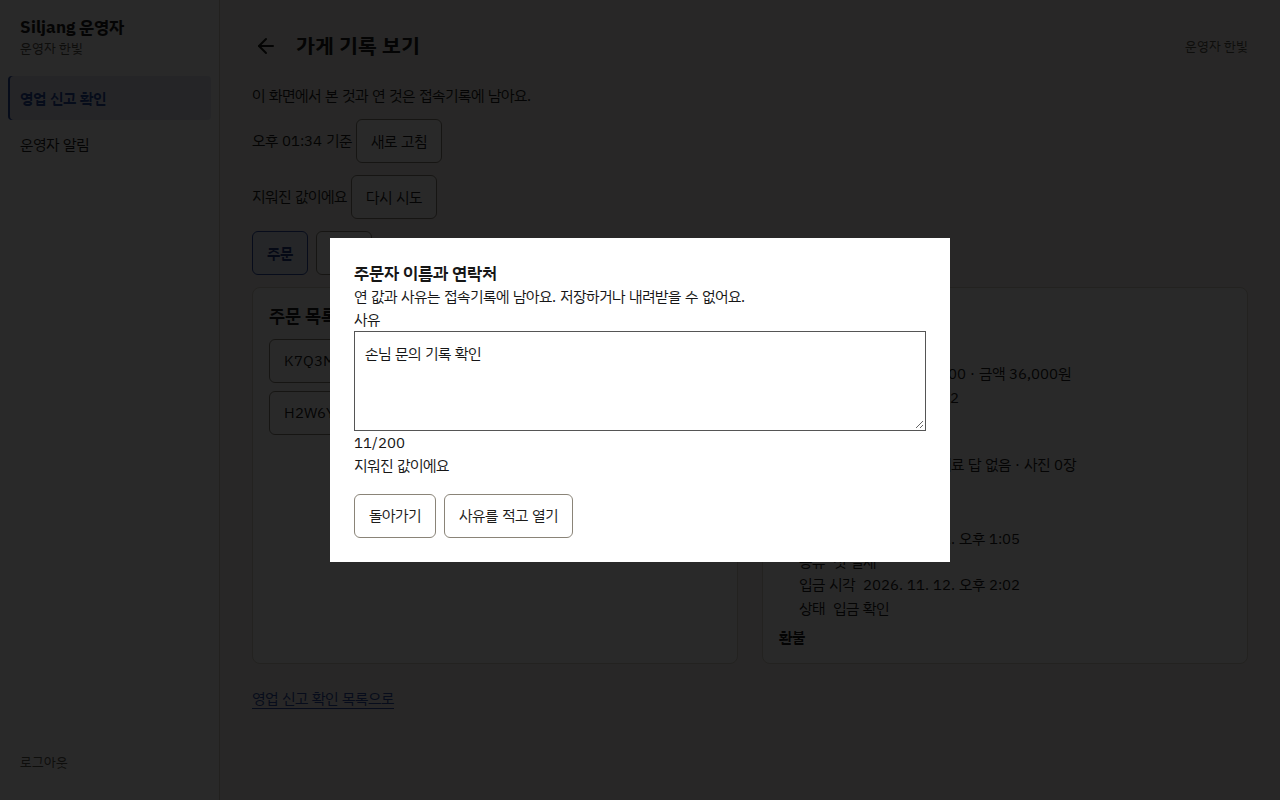 Siljang 운영자
운영자 한빛
영업 신고 확인
운영자 알림
로그아웃
가게 기록 보기
운영자 한빛
이 화면에서 본 것과 연 것은 접속기록에 남아요.
오후 01:34 기준
새로 고침
지워진 값이에요
다시 시도
주문
주문 목
주문자 이름과 연락처
연 값과 사유는 접속기록에 남아요. 저장하거나 내려받을 수 없어요.
사유
손님 문의 기록 확인
11/200
지워진 값이에요
돌아가기
사유를 적고 열기
00 · 금액 36,000원
2
료 답 없음 · 사진 0장
. 오후 1:05
입금 시각 2026. 11. 12. 오후 2:02
상태 입금 확인
환불
영업 신고 확인 목록으로